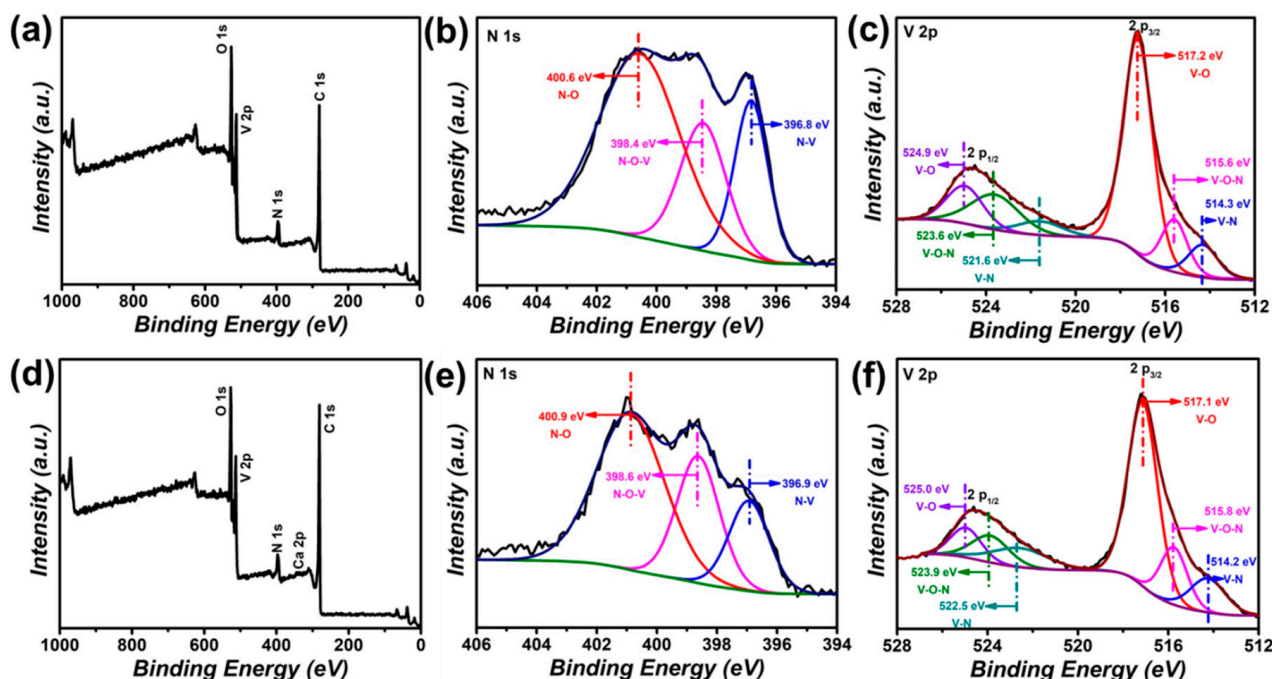 (a)
O 1s
V 2p
N 1s
C 1s
Intensity (a.u.)
1000 800 600 400 200 0
Binding Energy (eV)
(b)
N 1s
400.6 eV
N-O
398.4 eV
N-O-V
396.8 eV
N-V
Intensity (a.u.)
406 404 402 400 398 396 394
Binding Energy (eV)
(c)
V 2p
2 p3/2
517.2 eV
V-O
524.9 eV
V-O
2 p1/2
515.6 eV
V-O-N
514.3 eV
V-N
523.6 eV
V-O-N
521.6 eV
V-N
Intensity (a.u.)
528 524 520 516 512
Binding Energy (eV)
(d)
O 1s
V 2p
N 1s
Ca 2p
C 1s
Intensity (a.u.)
1000 800 600 400 200 0
Binding Energy (eV)
(e)
N 1s
400.9 eV
N-O
398.6 eV
N-O-V
396.9 eV
N-V
Intensity (a.u.)
406 404 402 400 398 396 394
Binding Energy (eV)
(f)
V 2p
2 p3/2
517.1 eV
V-O
525.0 eV
V-O
2 p1/2
515.8 eV
V-O-N
514.2 eV
V-N
523.9 eV
V-O-N
522.5 eV
V-N
Intensity (a.u.)
528 524 520 516 512
Binding Energy (eV)